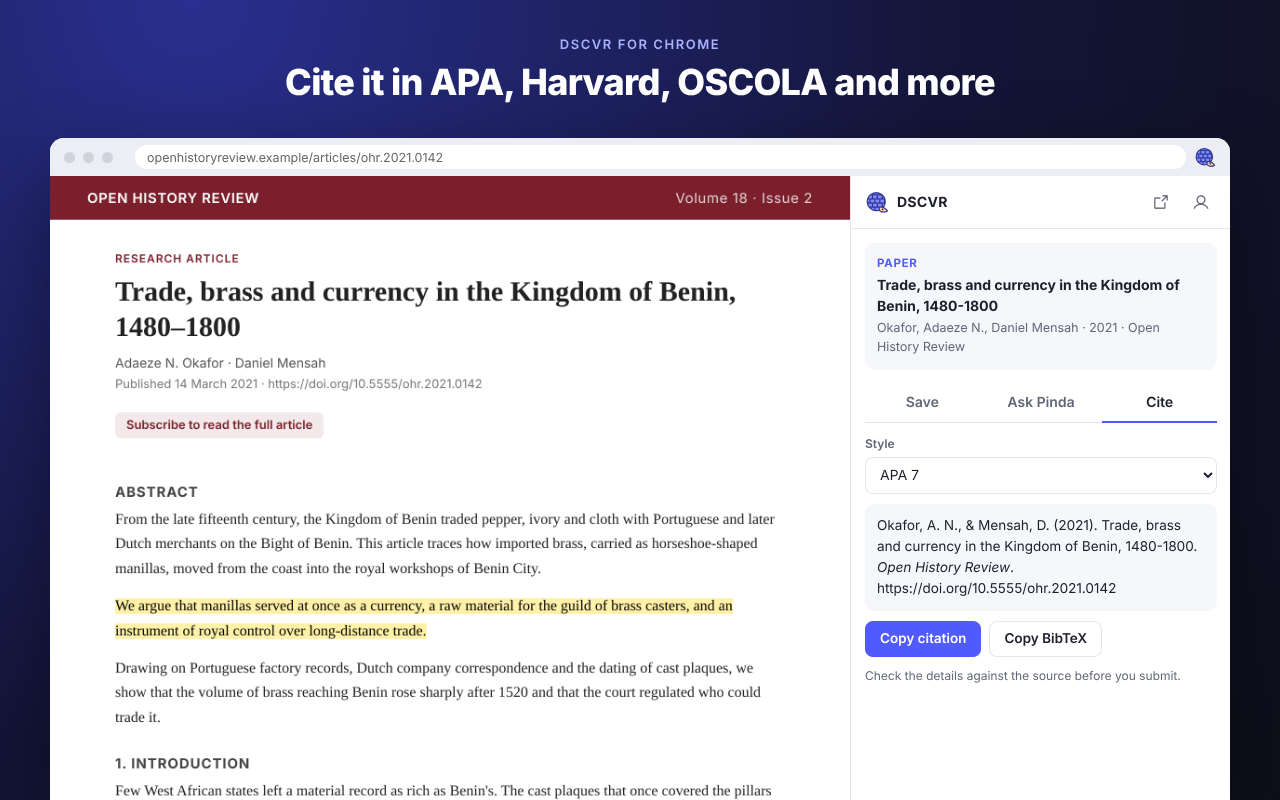 DSCVR FOR CHROME
Cite it in APA, Harvard, OSCOLA and more
openhistoryreview.example/articles/ohr.2021.0142
OPEN HISTORY REVIEW
Volume 18 · Issue 2
RESEARCH ARTICLE
Trade, brass and currency in the Kingdom of Benin,
1480–1800
Adaeze N. Okafor · Daniel Mensah
Published 14 March 2021 · https://doi.org/10.5555/ohr.2021.0142
Subscribe to read the full article
ABSTRACT
From the late fifteenth century, the Kingdom of Benin traded pepper, ivory and cloth with Portuguese and later
Dutch merchants on the Bight of Benin. This article traces how imported brass, carried as horseshoe-shaped
manillas, moved from the coast into the royal workshops of Benin City.
We argue that manillas served at once as a currency, a raw material for the guild of brass casters, and an
instrument of royal control over long-distance trade.
Drawing on Portuguese factory records, Dutch company correspondence and the dating of cast plaques, we
show that the volume of brass reaching Benin rose sharply after 1520 and that the court regulated who could
trade it.
1. INTRODUCTION
Few West African states left a material record as rich as Benin's. The cast plaques that once covered the pillars
DSCVR
PAPER
Trade, brass and currency in the Kingdom of
Benin, 1480-1800
Okafor, Adaeze N., Daniel Mensah · 2021 · Open
History Review
Save
Ask Pinda
Cite
Style
APA 7
Okafor, A. N., & Mensah, D. (2021). Trade, brass
and currency in the Kingdom of Benin, 1480-1800.
Open History Review.
https://doi.org/10.5555/ohr.2021.0142
Copy citation
Copy BibTeX
Check the details against the source before you submit.